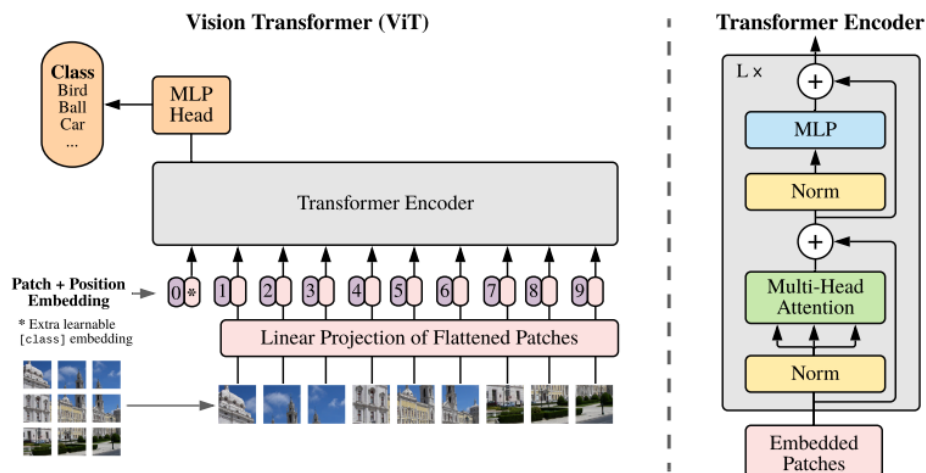 Vision Transformer (ViT)
Class
Bird
Ball
Car
...
MLP
Head
Transformer Encoder
Patch + Position
Embedding
0 * 1 2 3 4 5 6 7 8 9
* Extra learnable
[class] embedding
Linear Projection of Flattened Patches
Transformer Encoder
L ×
+
MLP
Norm
+
Multi-Head
Attention
Norm
Embedded
Patches